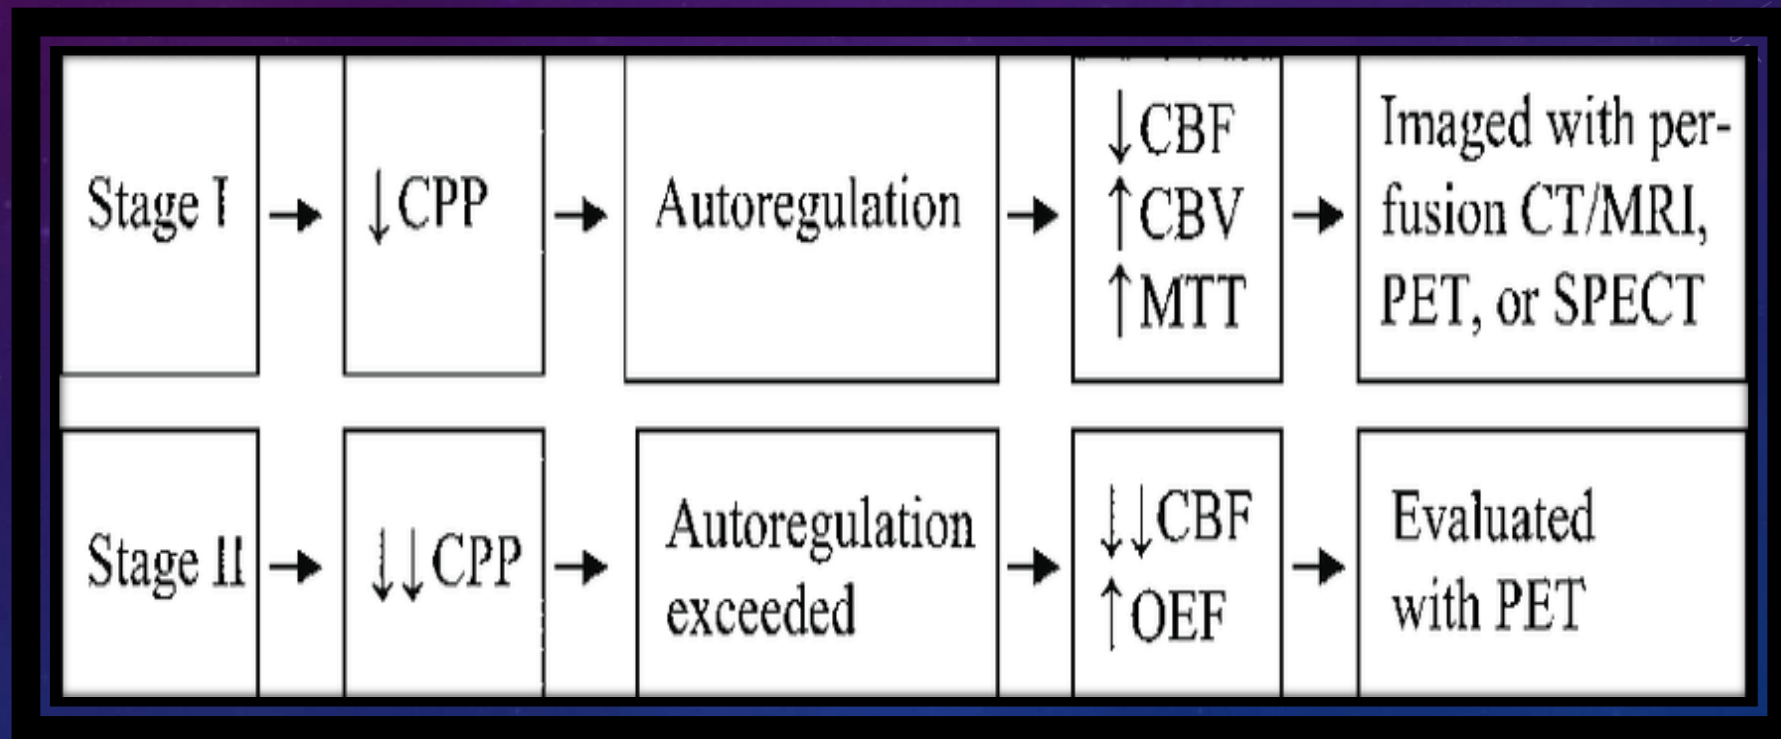 Stage I
↓CPP
Autoregulation
↓CBF
↑CBV
↑MTT
Imaged with per-
fusion CT/MRI,
PET, or SPECT
Stage II
↓↓CPP
Autoregulation
exceeded
↓↓CBF
↑OEF
Evaluated
with PET